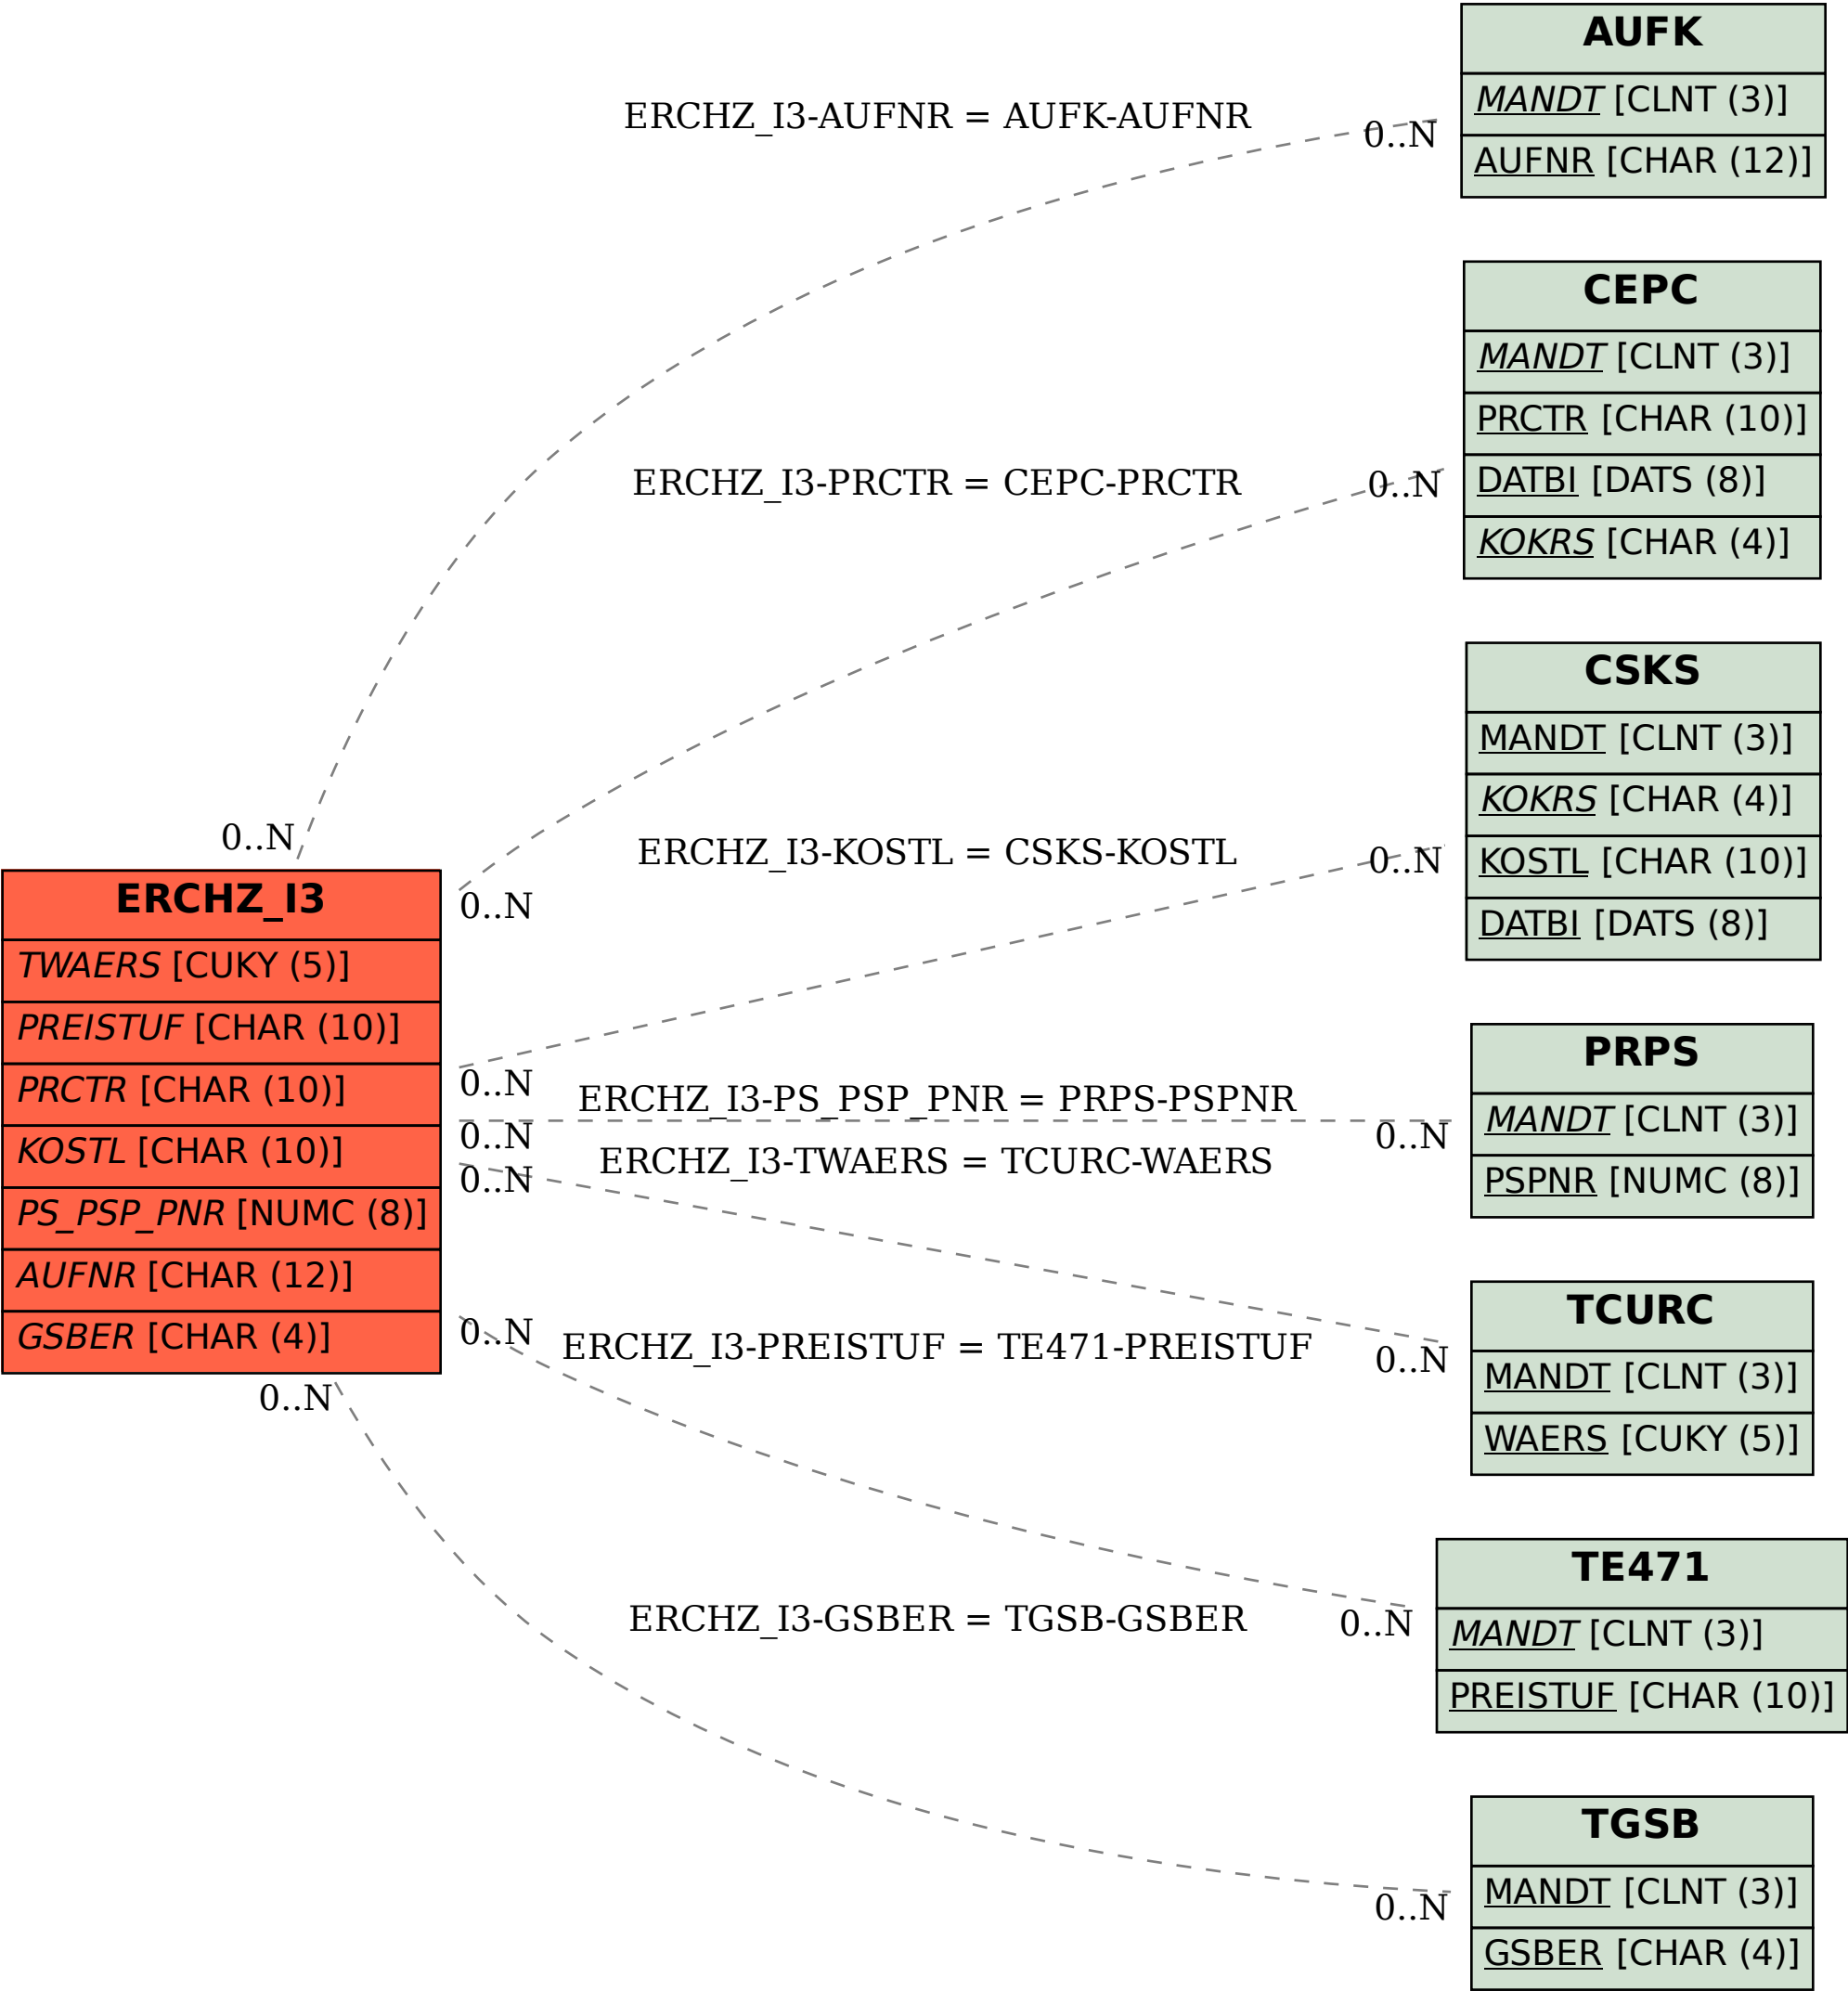 AUFK
MANDT [CLNT (3)]
AUFNR [CHAR (12)]
ERCHZ_I3-AUFNR = AUFK-AUFNR
0..N
0..N
CEPC
MANDT [CLNT (3)]
PRCTR [CHAR (10)]
DATBI [DATS (8)]
KOKRS [CHAR (4)]
ERCHZ_I3-PRCTR = CEPC-PRCTR
0..N
0..N
CSKS
MANDT [CLNT (3)]
KOKRS [CHAR (4)]
KOSTL [CHAR (10)]
DATBI [DATS (8)]
ERCHZ_I3-KOSTL = CSKS-KOSTL
0..N
0..N
ERCHZ_I3
TWAERS [CUKY (5)]
PREISTUF [CHAR (10)]
PRCTR [CHAR (10)]
KOSTL [CHAR (10)]
PS_PSP_PNR [NUMC (8)]
AUFNR [CHAR (12)]
GSBER [CHAR (4)]
ERCHZ_I3-PS_PSP_PNR = PRPS-PSPNR
0..N
0..N
PRPS
MANDT [CLNT (3)]
PSPNR [NUMC (8)]
ERCHZ_I3-TWAERS = TCURC-WAERS
0..N
0..N
TCURC
MANDT [CLNT (3)]
WAERS [CUKY (5)]
ERCHZ_I3-PREISTUF = TE471-PREISTUF
0..N
0..N
TE471
MANDT [CLNT (3)]
PREISTUF [CHAR (10)]
ERCHZ_I3-GSBER = TGSB-GSBER
0..N
0..N
TGSB
MANDT [CLNT (3)]
GSBER [CHAR (4)]